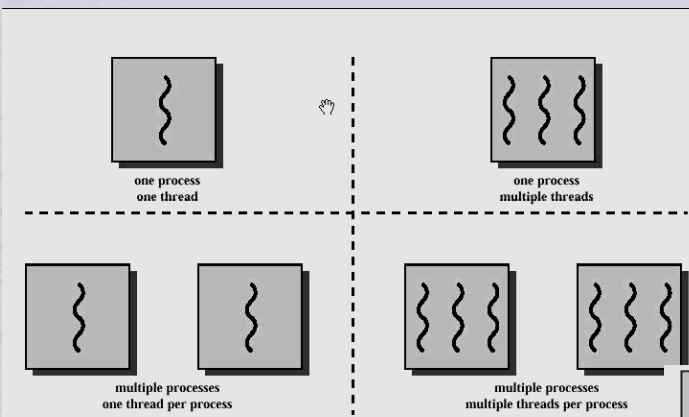 one process
one thread
one process
multiple threads
multiple processes
one thread per process
multiple processes
multiple threads per process